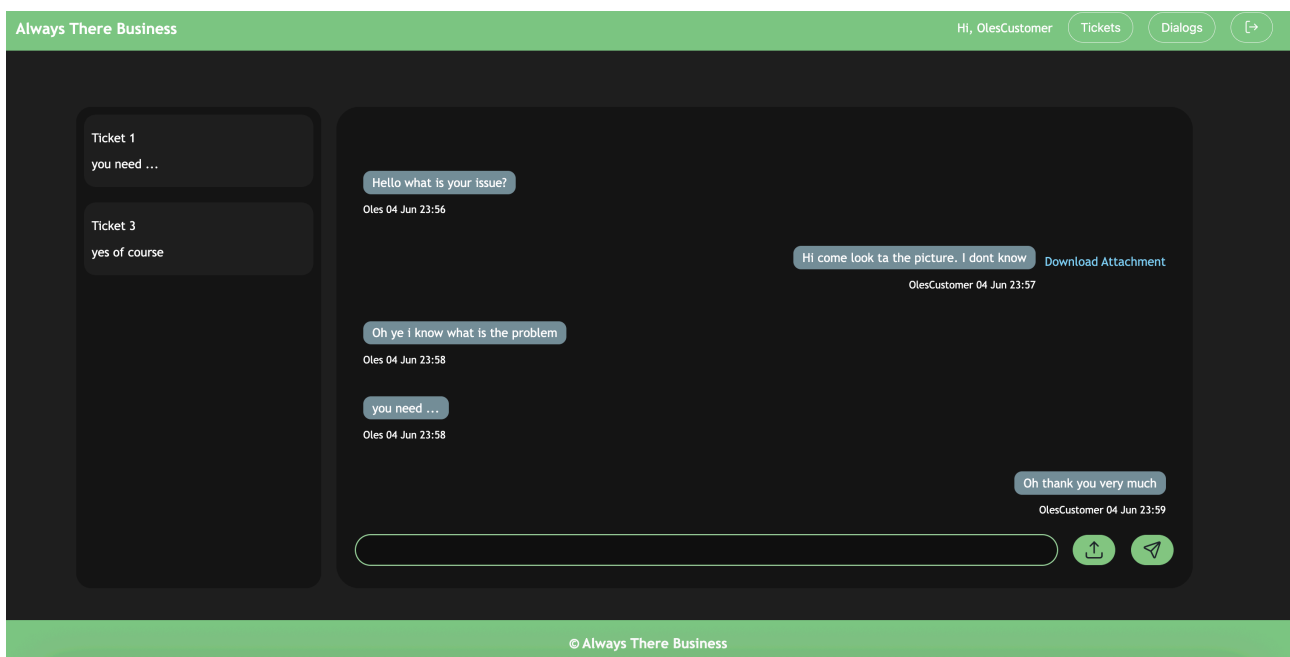 Always There Business
Hi, OlesCustomer
Tickets
Dialogs
Ticket 1
you need ...
Ticket 3
yes of course
Hello what is your issue?
Oles 04 Jun 23:56
Hi come look ta the picture. I dont know
Download Attachment
OlesCustomer 04 Jun 23:57
Oh ye i know what is the problem
Oles 04 Jun 23:58
you need ...
Oles 04 Jun 23:58
Oh thank you very much
OlesCustomer 04 Jun 23:59
© Always There Business